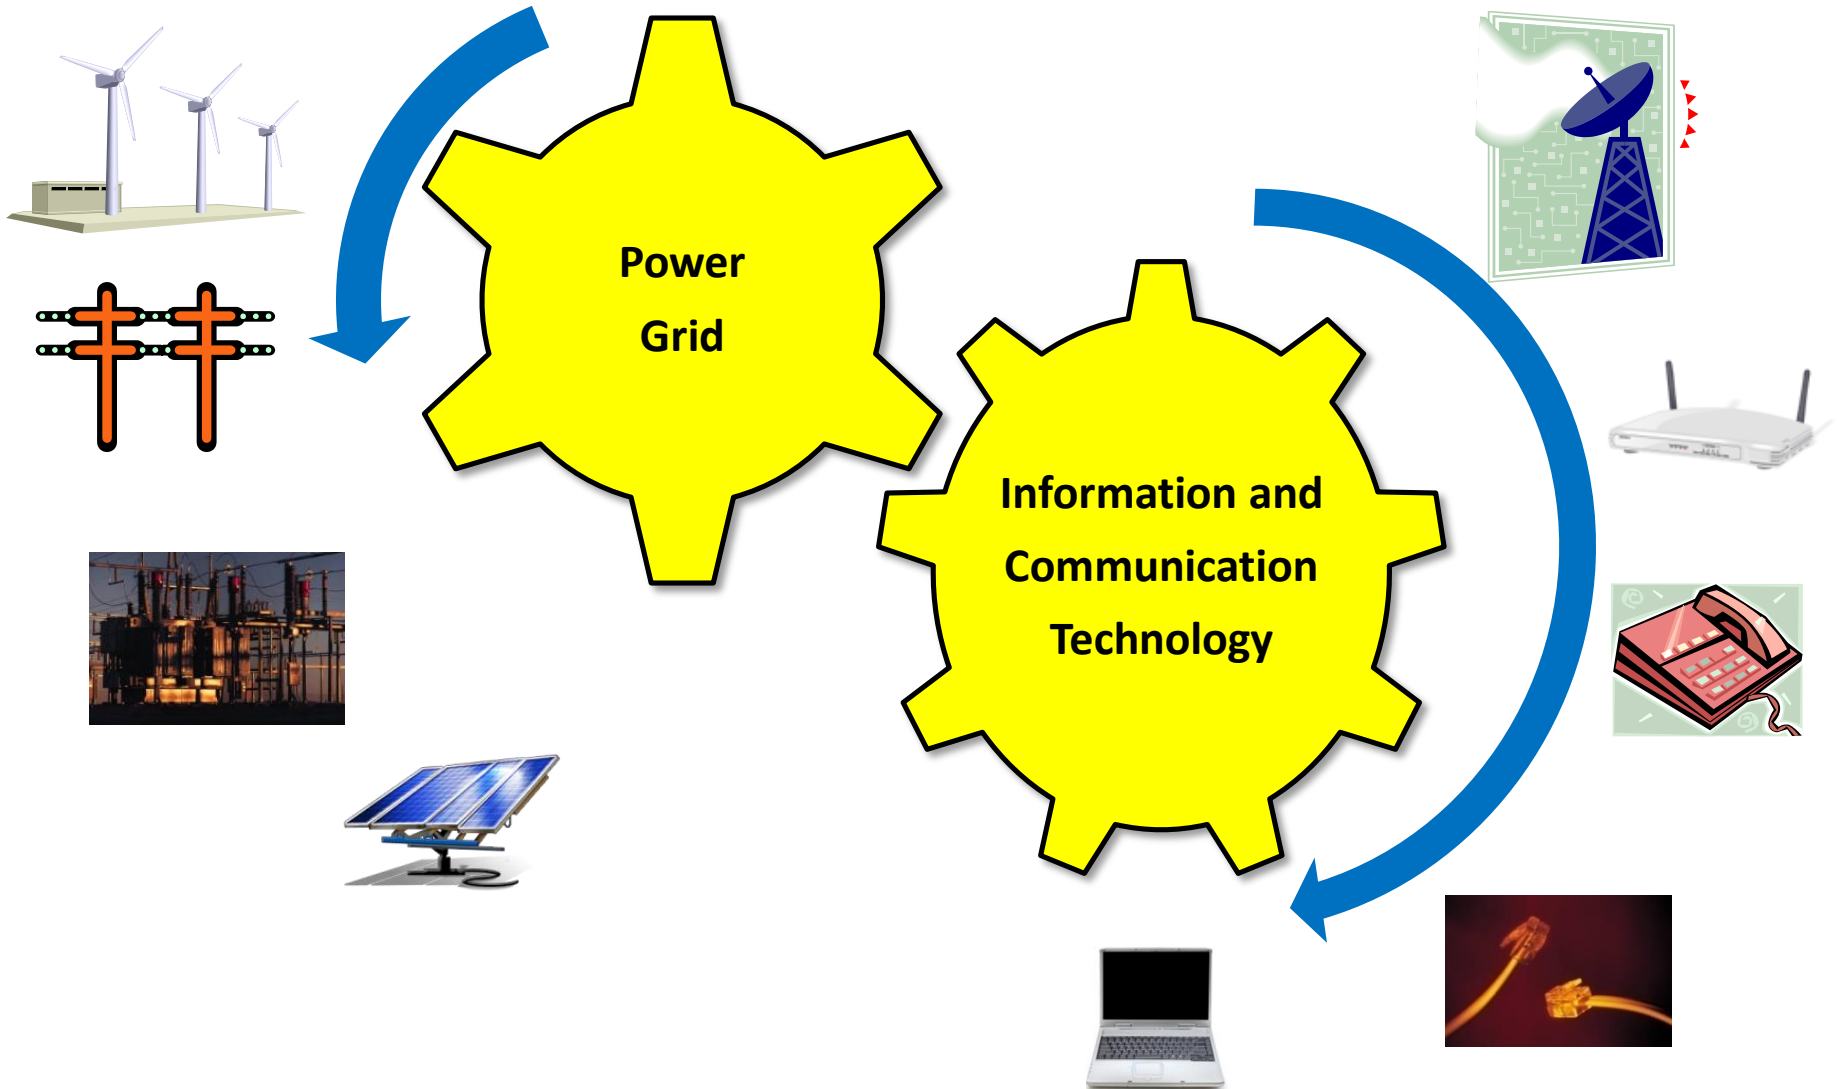 Power
Grid
Information and
Communication
Technology